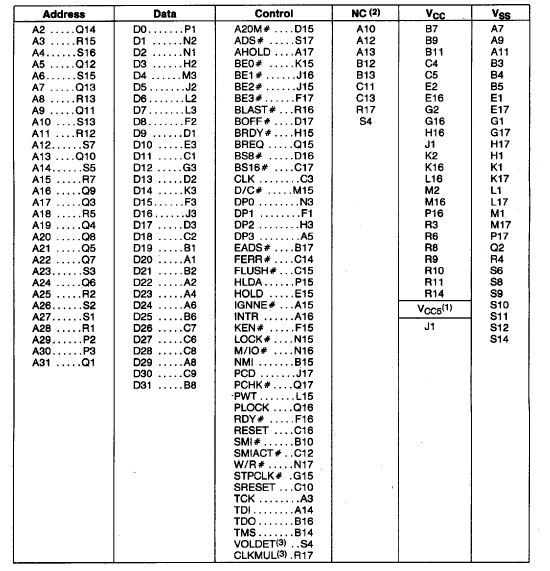 Address Data Control NC (2) VCC VSS
A2 .....Q14 D0.......P1 A20M# ....D15 A10 B7 A7
A3 .....R15 D1 ......N2 ADS# .....S17 A12 B9 A9
A4......S16 D2 ......N1 AHOLD ....A17 A13 B11 A11
A5 .....Q12 D3 ......H2 BE0# .....K15 B12 C4 B3
A6......S15 D4 ......M3 BE1# .....J16 B13 C5 B4
A7 .....Q13 D5.......J2 BE2# .....J15 C11 E2 B5
A8 .....R13 D6.......L2 BE3# .....F17 C13 E16 E1
A9 .....Q11 D7.......L3 BLAST# ...R16 R17 G2 E17
A10 ....S13 D8.......F2 BOFF# ....D17 S4 G16 G1
A11 ....R12 D9 ......D1 BRDY# ....H15 H16 G17
A12......S7 D10 .....E3 BREQ .....Q15 J1 H17
A13 ....Q10 D11 .....C1 BS8# .....D16 K2 H1
A14......S5 D12 .....G3 BS16# ....C17 K16 K1
A15 .....R7 D13 .....D2 CLK .......C3 L16 K17
A16 .....Q9 D14 .....K3 D/C# .....M15 M2 L1
A17 .....Q3 D15......F3 DP0 .......N3 M16 L17
A18 .....R5 D16......J3 DP1 .......F1 P16 M1
A19 .....Q4 D17 .....D3 DP2 .......H3 R3 M17
A20 .....Q8 D18 .....C2 DP3 .......A5 R6 P17
A21 .....Q5 D19 .....B1 EADS# ....B17 R8 Q2
A22 .....Q7 D20 .....A1 FERR# ....C14 R9 R4
A23......S3 D21 .....B2 FLUSH# ...C15 R10 S6
A24 .....Q6 D22 .....A2 HLDA .....P15 R11 S8
A25 .....R2 D23 .....A4 HOLD .....E15 R14 S9
A26......S2 D24 .....A6 IGNNE# ...A15 VCC5(1) S10
A27......S1 D25 .....B6 INTR .....A16 S11
A28 .....R1 D26 .....C7 KEN# .....F15 J1 S12
A29......P2 D27 .....C6 LOCK# ....N15 S14
A30......P3 D28 .....C8 M/IO# ....N16
A31 .....Q1 D29 .....A8 NMI ......B15
D30 .....C9 PCD ......J17
D31 .....B8 PCHK# ....Q17
PWT .......L15
PLOCK ....Q16
RDY# .....F16
RESET ....C16
SMI# .....B10
SMIACT# ..C12
W/R# .....N17
STPCLK# .G15
SRESET ...C10
TCK ........A3
TDI........A14
TDO.......B16
TMS.......B14
VOLDET(3) ..S4
CLKMUL(3) .R17